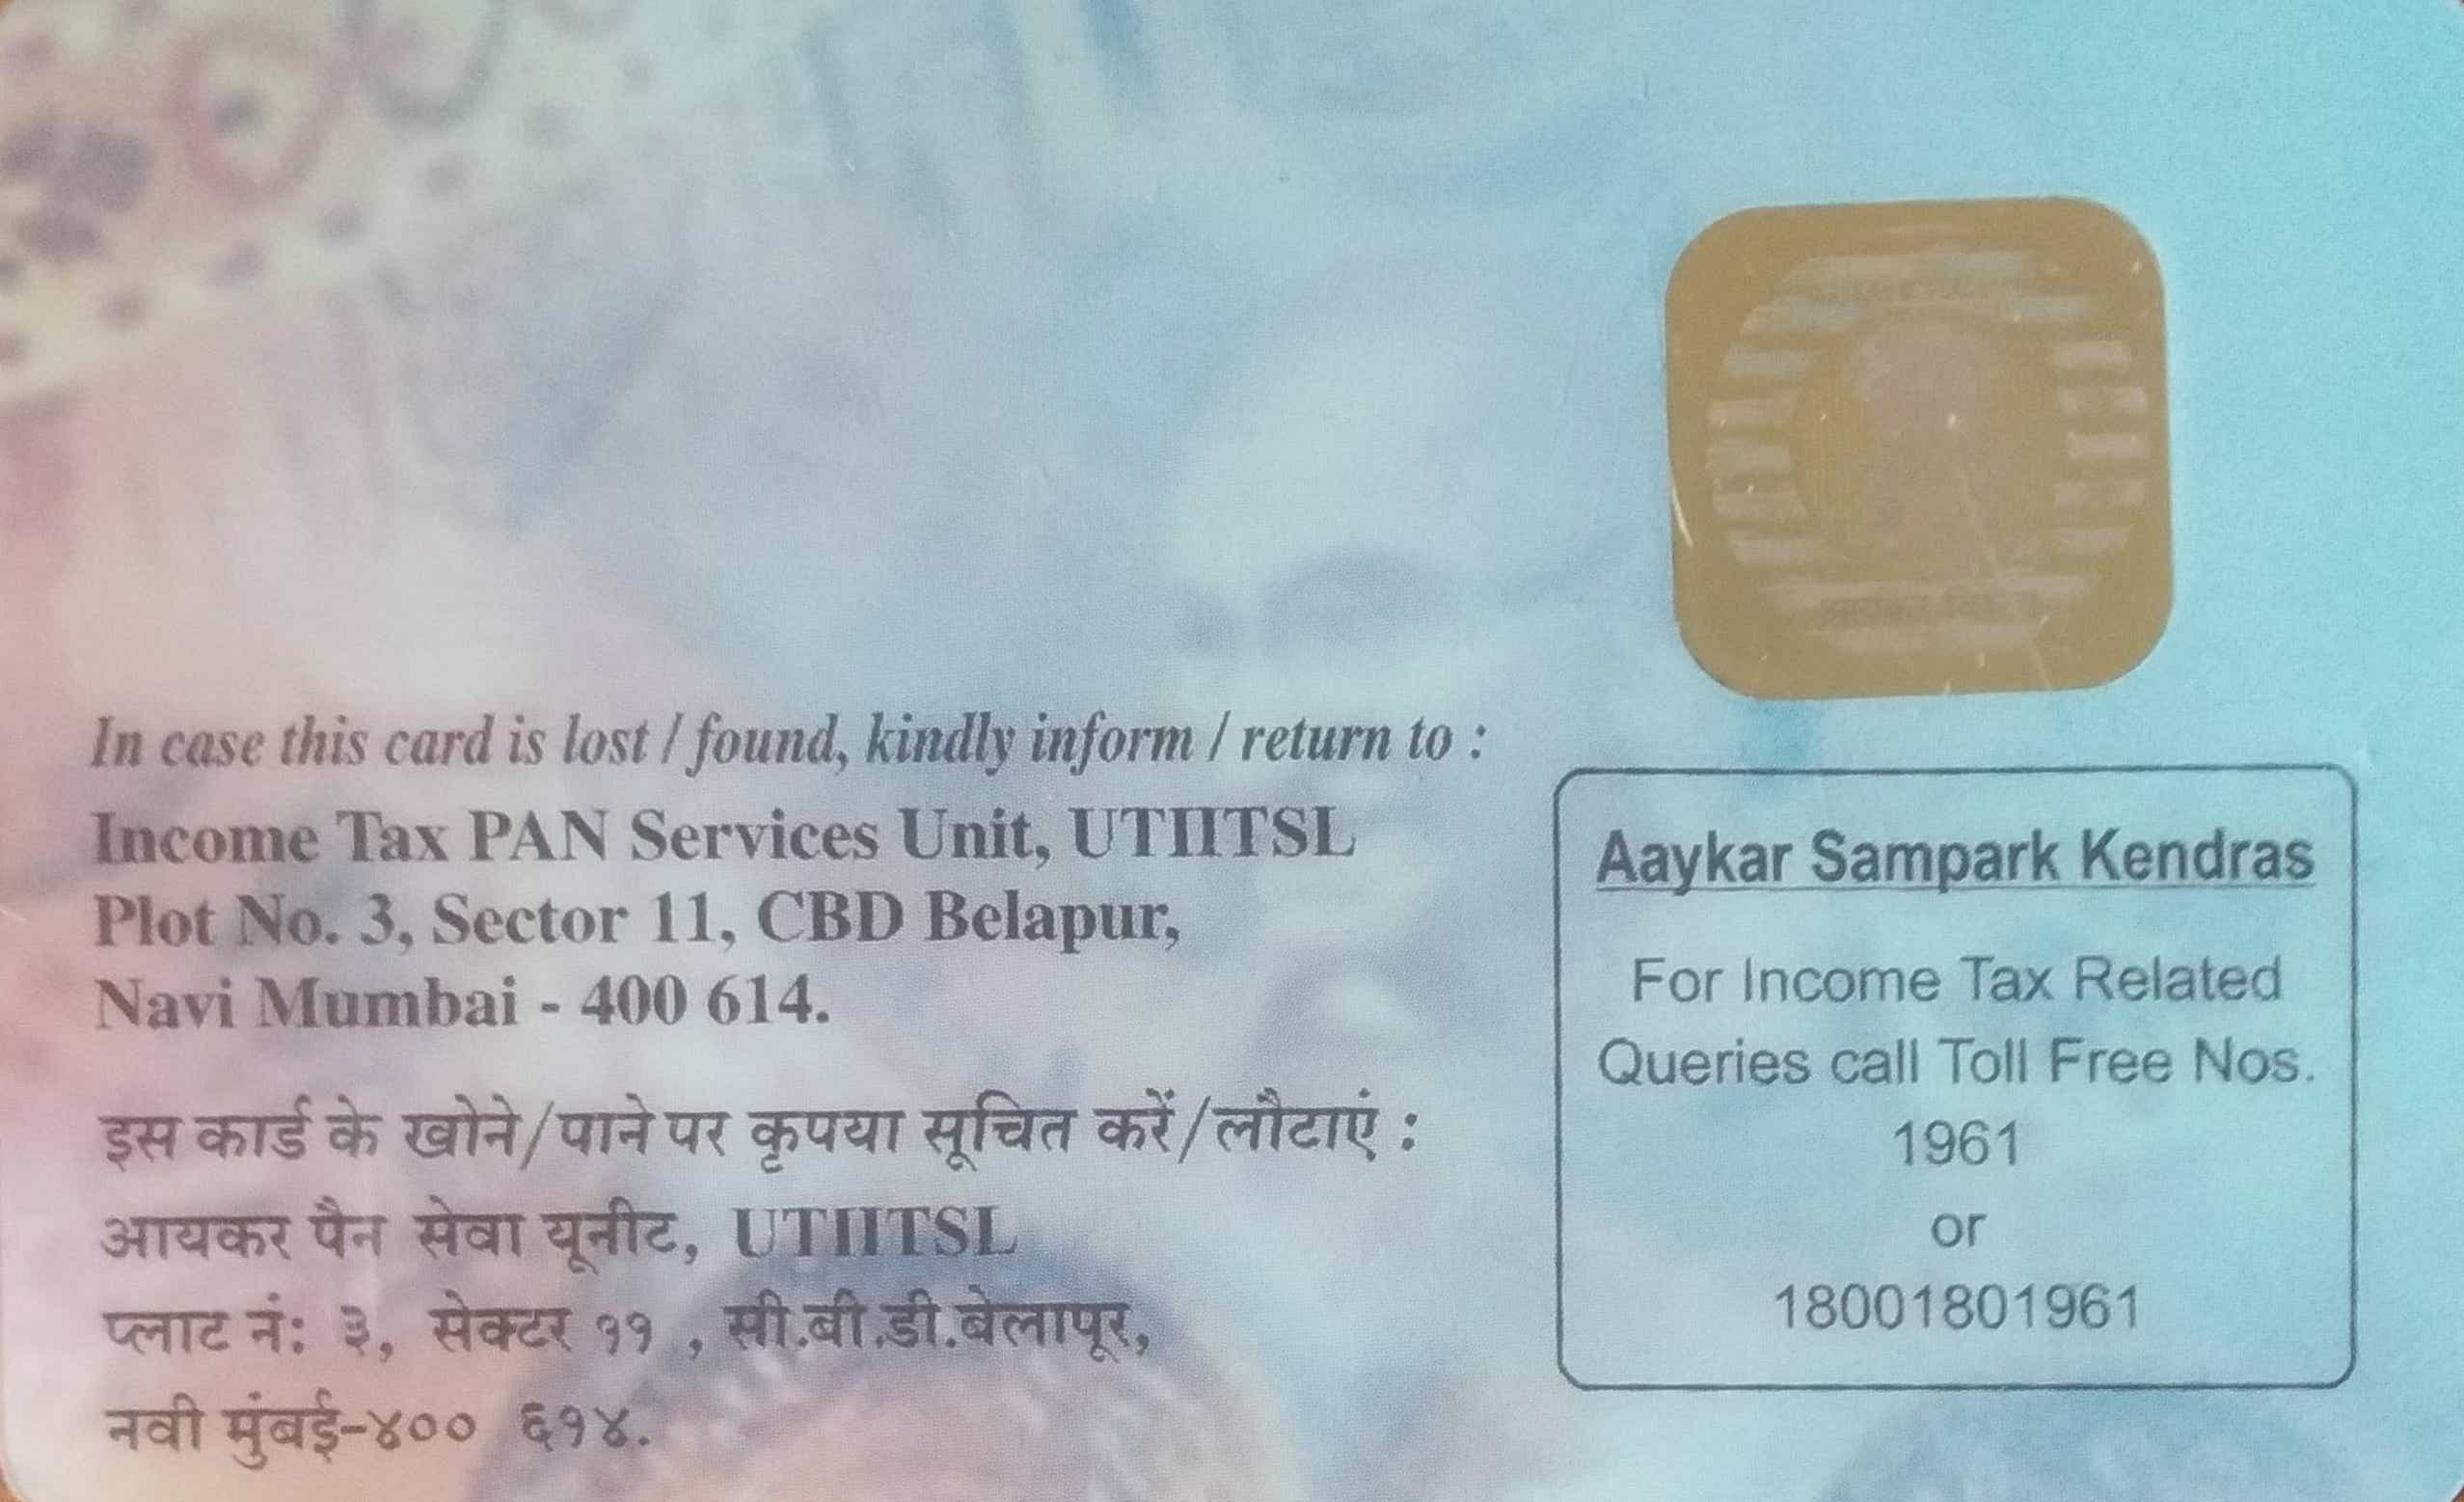 In case this card is lost / found, kindly inform / return to :
Income Tax PAN Services Unit, UTIITSL
Plot No. 3, Sector 11, CBD Belapur,
Navi Mumbai - 400 614.
इस कार्ड के खोने/पाने पर कृपया सूचित करें/लौटाएं :
आयकर पैन सेवा यूनीट, UTIITSL
प्लाट नं: ३, सेक्टर ११ , सी.बी.डी.बेलापूर,
नवी मुंबई-४०० ६१४.
Aaykar Sampark Kendras
For Income Tax Related
Queries call Toll Free Nos.
1961
or
18001801961